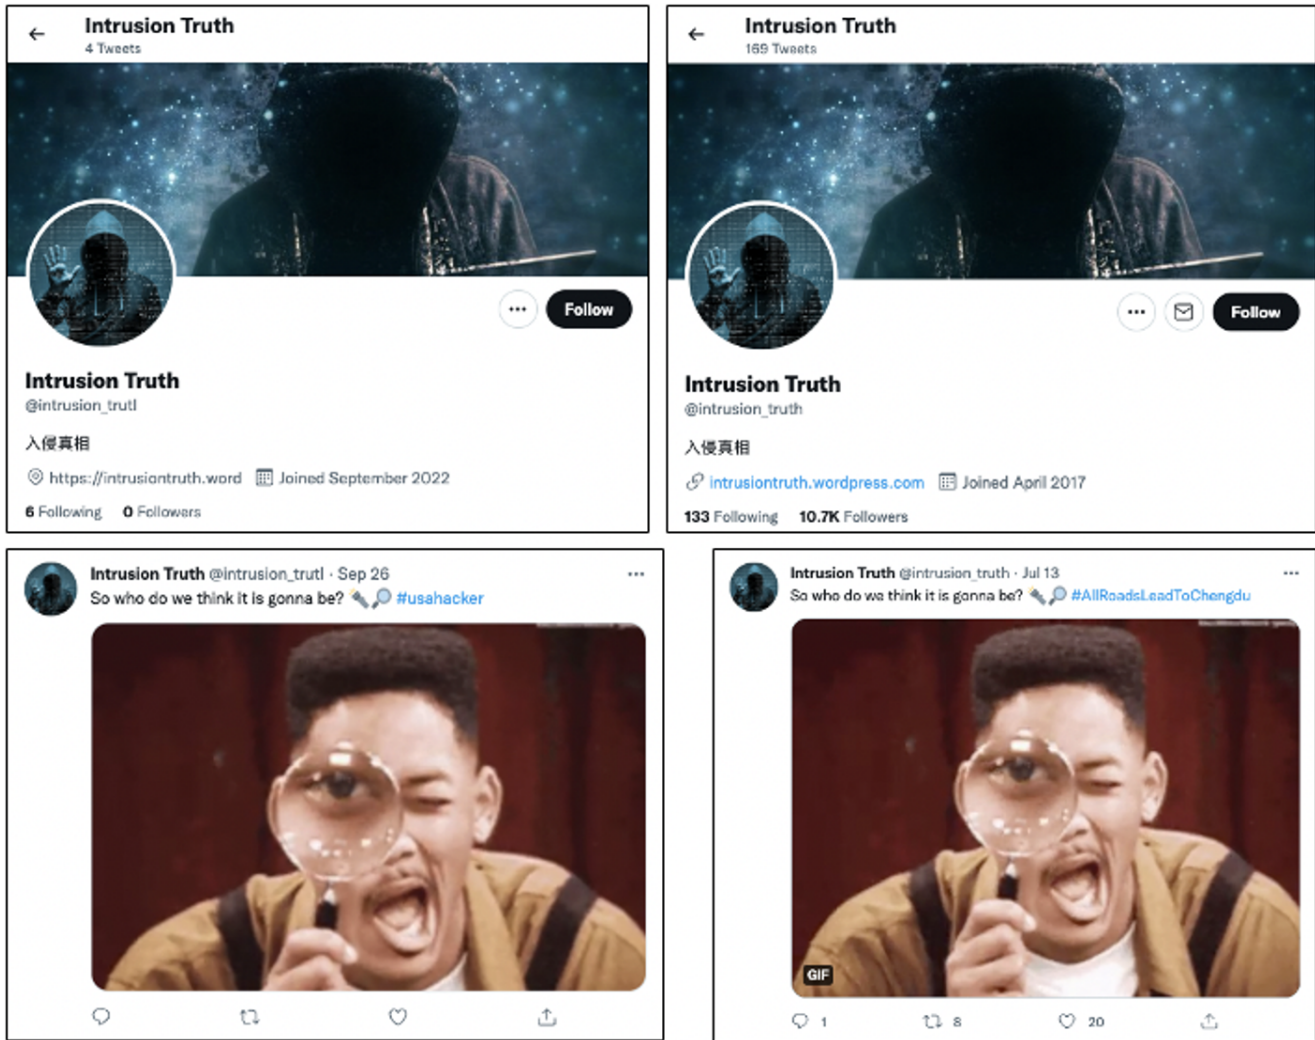 Intrusion Truth
4 Tweets
Follow
Intrusion Truth
@intrusion_trutl
入侵真相
https://intrusiontruth.word Joined September 2022
6 Following 0 Followers
Intrusion Truth
169 Tweets
Follow
Intrusion Truth
@intrusion_truth
入侵真相
intrusiontruth.wordpress.com Joined April 2017
133 Following 10.7K Followers
Intrusion Truth @intrusion_trutl · Sep 26
So who do we think it is gonna be? 🔦🔎 #usahacker
Intrusion Truth @intrusion_truth · Jul 13
So who do we think it is gonna be? 🔦🔎 #AllRoadsLeadToChengdu
GIF
1 8 20